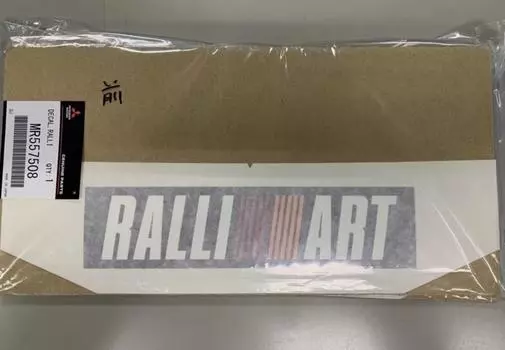 前
DECAL, RALLI
QTY: 1
MR557508
GENUINE PARTS
RALLI ART